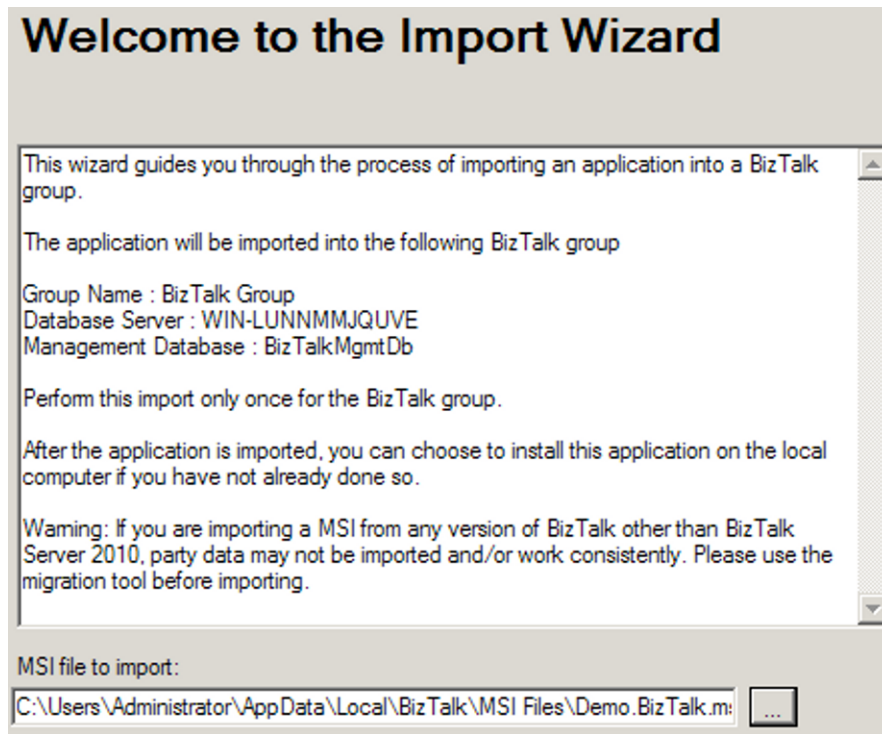 Welcome to the Import Wizard
This wizard guides you through the process of importing an application into a BizTalk
group.
The application will be imported into the following BizTalk group
Group Name : BizTalk Group
Database Server : WIN-LUNNMMJQUVE
Management Database : BizTalkMgmtDb
Perform this import only once for the BizTalk group.
After the application is imported, you can choose to install this application on the local
computer if you have not already done so.
Warning: If you are importing a MSI from any version of BizTalk other than BizTalk
Server 2010, party data may not be imported and/or work consistently. Please use the
migration tool before importing.
MSI file to import:
C:\Users\Administrator\AppData\Local\BizTalk\MSI Files\Demo.BizTalk.m
...